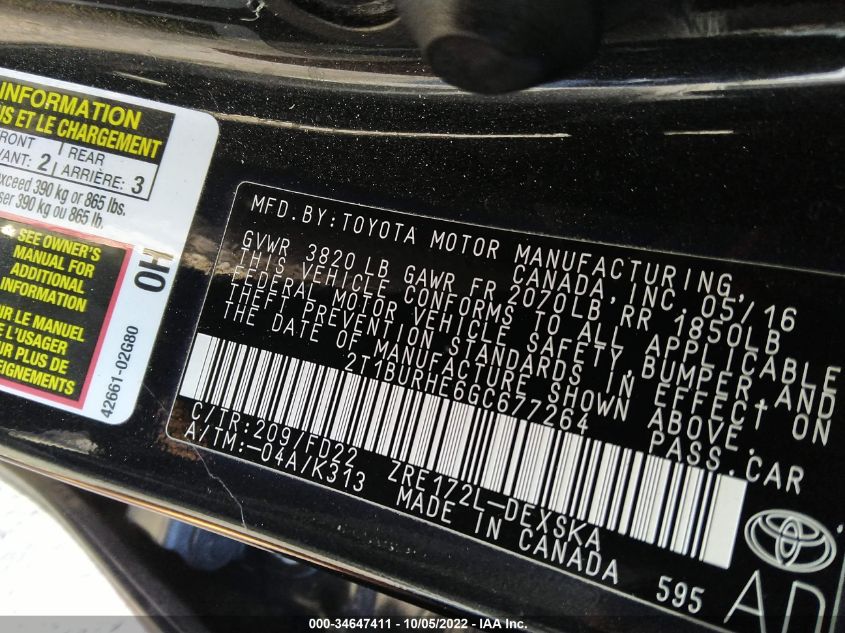 INFORMATION
US ET LE CHARGEMENT
FRONT
VANT: 2
REAR
ARRIÈRE: 3
exceed 390 kg or 865 lbs.
ser 390 kg ou 865 lb.
SEE OWNER'S
MANUAL FOR
ADDITIONAL
INFORMATION
IR LE MANUEL
L'USAGER
UR PLUS DE
EIGNEMENTS
OH
42661-02G80
MFD.BY:TOYOTA MOTOR MANUFACTURING,
CANADA, INC. 05/16
GVWR 3820 LB GAWR FR 2070LB RR 1850LB
THIS VEHICLE CONFORMS TO ALL APPLICABLE
FEDERAL MOTOR VEHICLE SAFETY, BUMPER, AND
THEFT PREVENTION STANDARDS IN EFFECT ON
THE DATE OF MANUFACTURE SHOWN ABOVE.
2T1BURHE6GC677264 PASS.CAR
C/TR:209/FD22 ZRE172L-DEXSKA
A/TM:-04A/K313 MADE IN CANADA 595
AD
000-34647411 - 10/05/2022 - IAA Inc.